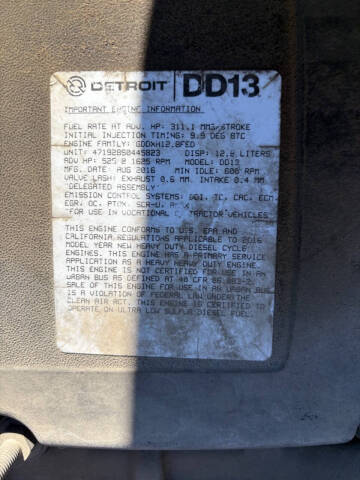 DETROIT DD13
IMPORTANT ENGINE INFORMATION
FUEL RATE AT ADV. HP: 311.1 MM3/STROKE
INITIAL INJECTION TIMING: 9.9 DEG BTC
ENGINE FAMILY: GDDXH12.8FED
UNIT: 471928S0445823 DISP: 12.8 LITERS
ADV HP: 525 @ 1625 RPM MODEL: DD13
MFG. DATE: AUG 2016 MIN IDLE: 600 RPM
VALVE LASH: EXHAUST 0.6 MM. INTAKE 0.4 MM
DELEGATED ASSEMBLY
EMISSION CONTROL SYSTEMS: DDI, TC, CAC, ECM
EGR, OC, PTOX, SCR-U,
FOR USE IN VOCATIONAL OR TRACTOR VEHICLES
THIS ENGINE CONFORMS TO U.S. EPA AND
CALIFORNIA REGULATIONS APPLICABLE TO 2016
MODEL YEAR NEW HEAVY DUTY DIESEL CYCLE
ENGINES. THIS ENGINE HAS A PRIMARY SERVICE
APPLICATION AS A HEAVY HEAVY DUTY ENGINE.
THIS ENGINE IS NOT CERTIFIED FOR USE IN AN
URBAN BUS AS DEFINED AT 40 CFR 86.093-2.
SALE OF THIS ENGINE FOR USE IN AN URBAN BUS
IS A VIOLATION OF FEDERAL LAW UNDER THE
CLEAN AIR ACT. THIS ENGINE IS CERTIFIED TO
OPERATE ON ULTRA LOW SULFUR DIESEL FUEL.